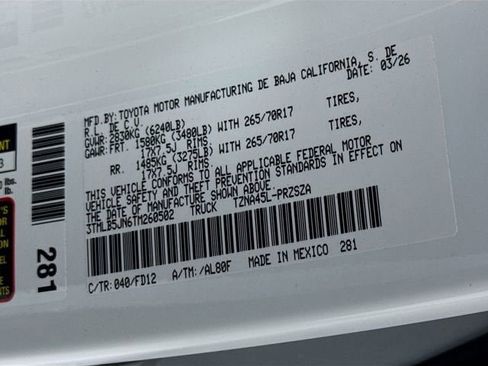 MFD.BY:TOYOTA MOTOR MANUFACTURING DE BAJA CALIFORNIA, S. DE
R.L. DE C.V. DATE: 03/26
GVWR:2830KG(6240LB)
GAWR:FRT. 1580KG(3480LB) WITH 265/70R17 TIRES,
17X7.5J RIMS,
RR. 1485KG(3275LB) WITH 265/70R17 TIRES,
17X7.5J RIMS.
THIS VEHICLE CONFORMS TO ALL APPLICABLE FEDERAL MOTOR
VEHICLE SAFETY AND THEFT PREVENTION STANDARDS IN EFFECT ON
THE DATE OF MANUFACTURE SHOWN ABOVE.
3TMLB5JN6TM260502 TRUCK TZNA45L-PRZSZA
C/TR:040/FD12 A/TM:/AL80F MADE IN MEXICO 281
281